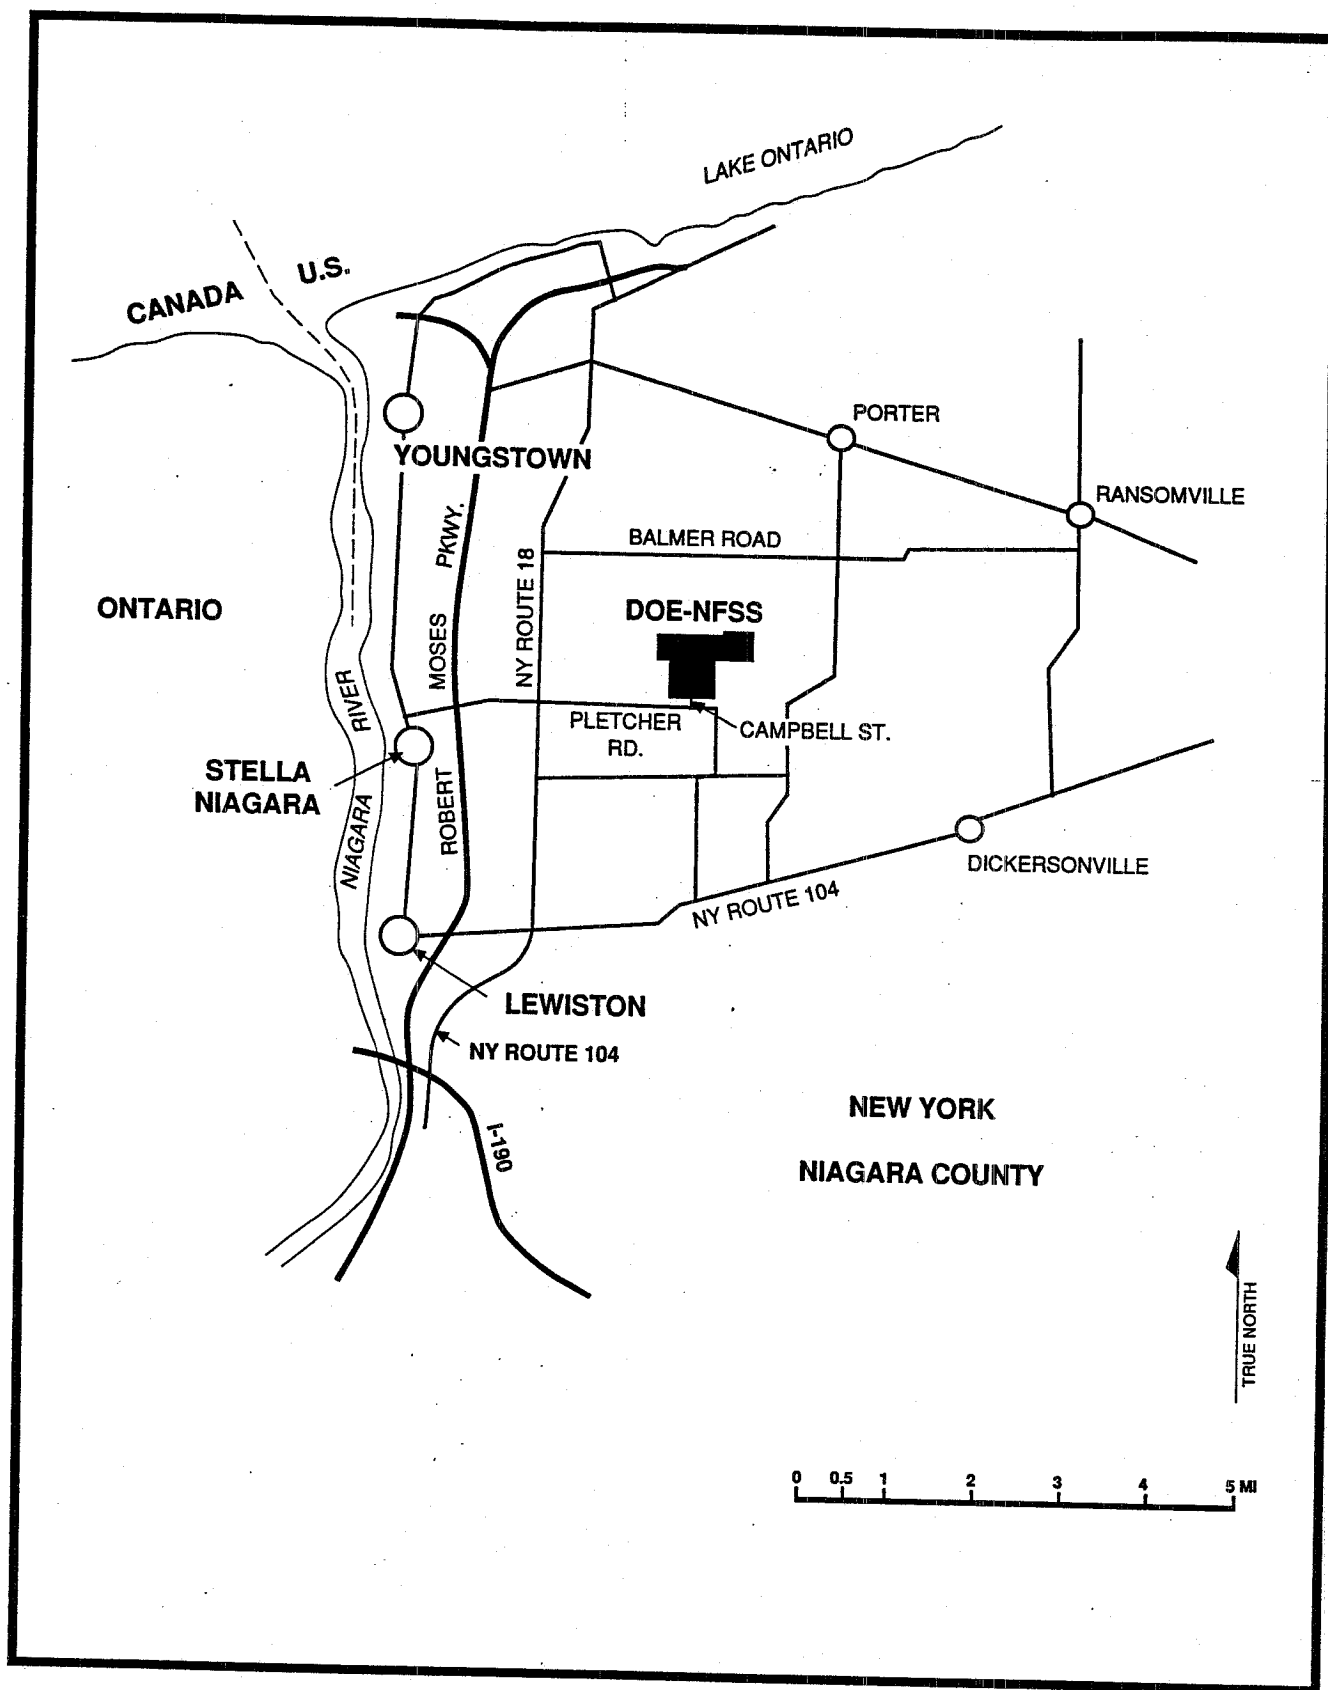 LAKE ONTARIO
U.S.
CANADA
PORTER
YOUNGSTOWN
RANSOMVILLE
PKWY.
BALMER ROAD
NY ROUTE 18
ONTARIO
DOE-NFSS
MOSES
RIVER
PLETCHER
RD.
CAMPBELL ST.
STELLA
NIAGARA
ROBERT
NIAGARA
DICKERSONVILLE
NY ROUTE 104
LEWISTON
NY ROUTE 104
NEW YORK
I-190
NIAGARA COUNTY
TRUE NORTH
0 0.5 1 2 3 4 5 MI